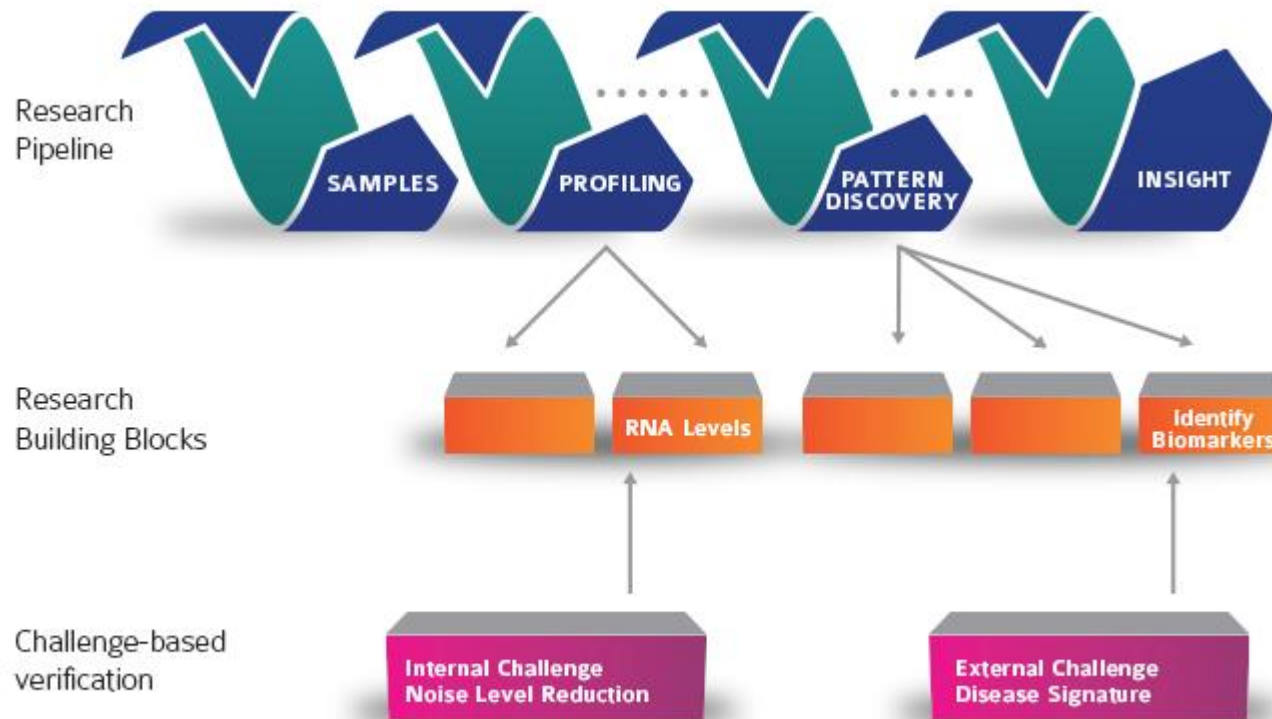 Research
Pipeline
SAMPLES
PROFILING
PATTERN
DISCOVERY
INSIGHT
Research
Building Blocks
RNA Levels
Identify
Biomarkers
Challenge-based
verification
Internal Challenge
Noise Level Reduction
External Challenge
Disease Signature